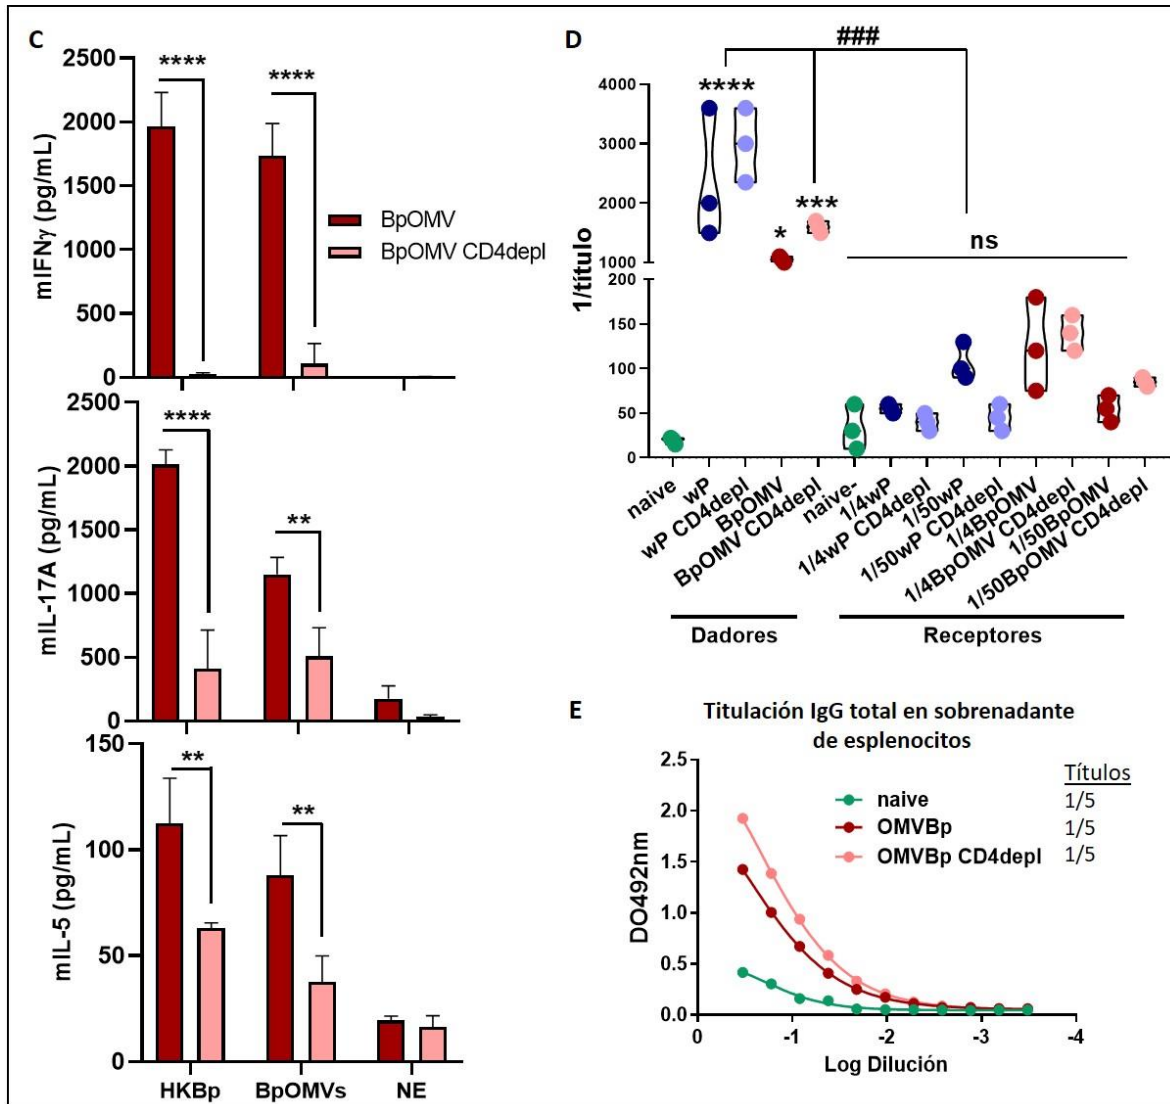 C
2500
2000
1500
1000
500
0
mIFNγ (pg/mL)
****
****
BpOMV
BpOMV CD4depl
2500
2000
1500
1000
500
0
mIL-17A (pg/mL)
****
**
150
100
50
0
mIL-5 (pg/mL)
**
**
HKBp
BpOMVs
NE
D
###
4000
3000
2000
1000
200
150
100
50
0
1/título
****
*
***
ns
naive
wP
wP CD4depl
BpOMV
BpOMV CD4depl
naive-
1/4wP
1/4wP CD4depl
1/50wP
1/50wP CD4depl
1/4BpOMV
1/4BpOMV CD4depl
1/50BpOMV
1/50BpOMV CD4depl
Dadores
Receptores
E
Titulación IgG total en sobrenadante
de esplenocitos
2.5
2.0
1.5
1.0
0.5
0.0
DO492nm
Títulos
naive 1/5
OMVBp 1/5
OMVBp CD4depl 1/5
0 -1 -2 -3 -4
Log Dilución